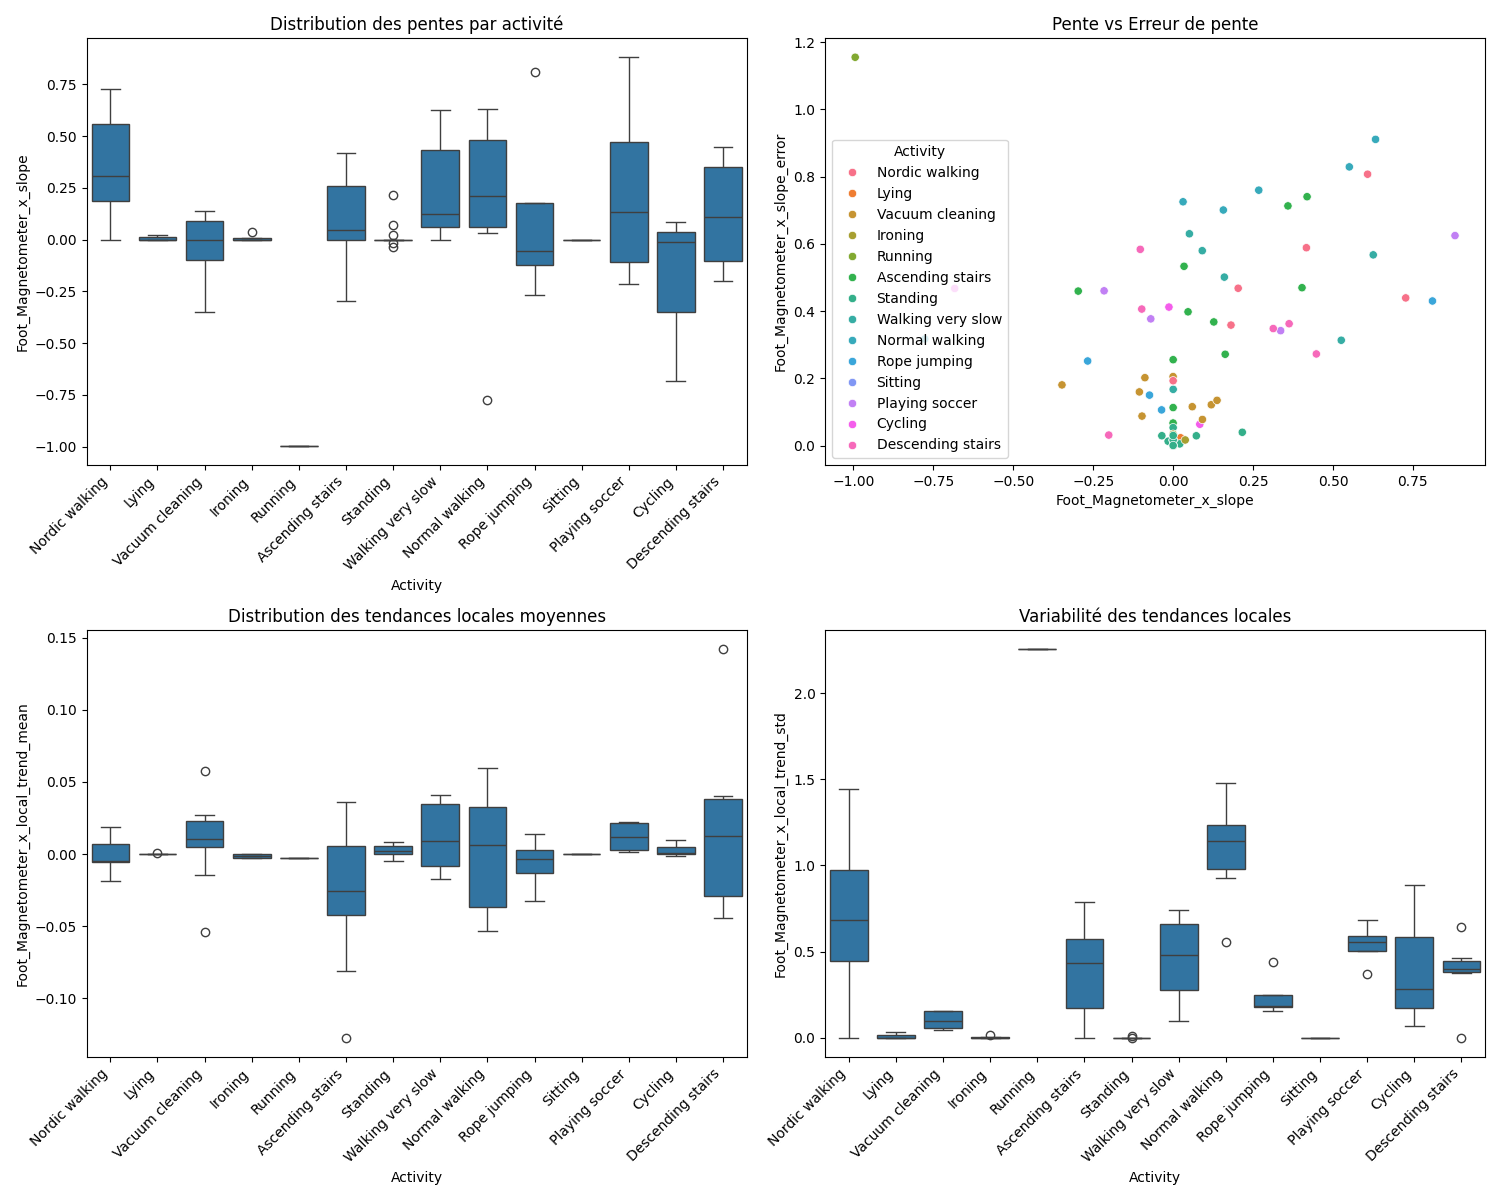 Distribution des pentes par activité
Foot_Magnetometer_x_slope
0.75
0.50
0.25
0.00
−0.25
−0.50
−0.75
−1.00
Nordic walking
Lying
Vacuum cleaning
Ironing
Running
Ascending stairs
Standing
Walking very slow
Normal walking
Rope jumping
Sitting
Playing soccer
Cycling
Descending stairs
Activity
Pente vs Erreur de pente
Foot_Magnetometer_x_slope_error
1.2
1.0
0.8
0.6
0.4
0.2
0.0
Activity
Nordic walking
Lying
Vacuum cleaning
Ironing
Running
Ascending stairs
Standing
Walking very slow
Normal walking
Rope jumping
Sitting
Playing soccer
Cycling
Descending stairs
−1.00
−0.75
−0.50
−0.25
0.00
0.25
0.50
0.75
Foot_Magnetometer_x_slope
Distribution des tendances locales moyennes
Foot_Magnetometer_x_local_trend_mean
0.15
0.10
0.05
0.00
−0.05
−0.10
Nordic walking
Lying
Vacuum cleaning
Ironing
Running
Ascending stairs
Standing
Walking very slow
Normal walking
Rope jumping
Sitting
Playing soccer
Cycling
Descending stairs
Activity
Variabilité des tendances locales
Foot_Magnetometer_x_local_trend_std
2.0
1.5
1.0
0.5
0.0
Nordic walking
Lying
Vacuum cleaning
Ironing
Running
Ascending stairs
Standing
Walking very slow
Normal walking
Rope jumping
Sitting
Playing soccer
Cycling
Descending stairs
Activity